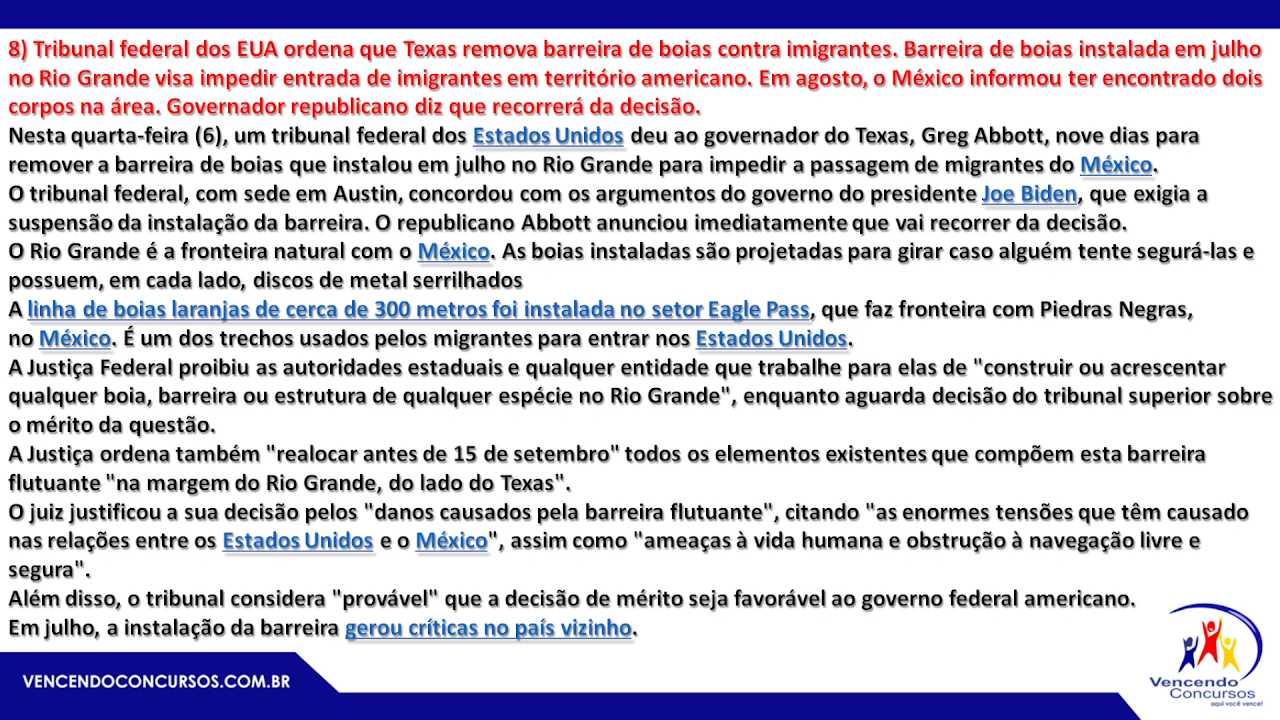 8) Tribunal federal dos EUA ordena que Texas remova barreira de boias contra imigrantes. Barreira de boias instalada em julho
no Rio Grande visa impedir entrada de imigrantes em território americano. Em agosto, o México informou ter encontrado dois
corpos na área. Governador republicano diz que recorrerá da decisão.
Nesta quarta-feira (6), um tribunal federal dos Estados Unidos deu ao governador do Texas, Greg Abbott, nove dias para
remover a barreira de boias que instalou em julho no Rio Grande para impedir a passagem de migrantes do México.
O tribunal federal, com sede em Austin, concordou com os argumentos do governo do presidente Joe Biden, que exigia a
suspensão da instalação da barreira. O republicano Abbott anunciou imediatamente que vai recorrer da decisão.
O Rio Grande é a fronteira natural com o México. As boias instaladas são projetadas para girar caso alguém tente segurá-las e
possuem, em cada lado, discos de metal serrilhados
A linha de boias laranjas de cerca de 300 metros foi instalada no setor Eagle Pass, que faz fronteira com Piedras Negras,
no México. É um dos trechos usados pelos migrantes para entrar nos Estados Unidos.
A Justiça Federal proibiu as autoridades estaduais e qualquer entidade que trabalhe para elas de "construir ou acrescentar
qualquer boia, barreira ou estrutura de qualquer espécie no Rio Grande", enquanto aguarda decisão do tribunal superior sobre
o mérito da questão.
A Justiça ordena também "realocar antes de 15 de setembro" todos os elementos existentes que compõem esta barreira
flutuante "na margem do Rio Grande, do lado do Texas".
O juiz justificou a sua decisão pelos "danos causados pela barreira flutuante", citando "as enormes tensões que têm causado
nas relações entre os Estados Unidos e o México", assim como "ameaças à vida humana e obstrução à navegação livre e
segura".
Além disso, o tribunal considera "provável" que a decisão de mérito seja favorável ao governo federal americano.
Em julho, a instalação da barreira gerou críticas no país vizinho.
VENCENDOCONCURSOS.COM.BR
Vencendo
Concursos
aqui você vence!